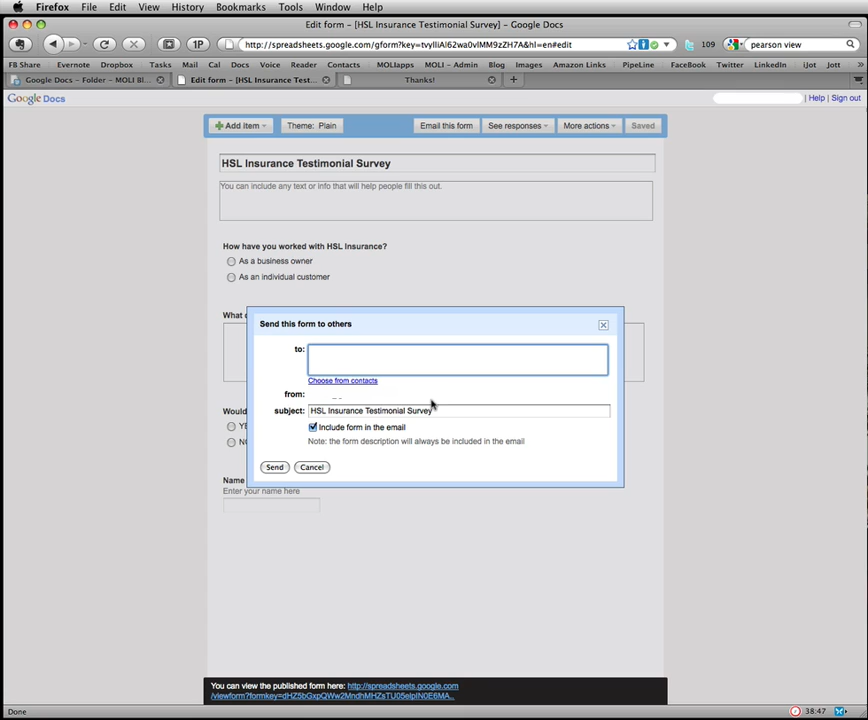 Firefox File Edit View History Bookmarks Tools Window Help
Edit form - [HSL Insurance Testimonial Survey] - Google Docs
1P http://spreadsheets.google.com/gform?key=tvylliAl62wa0vlMM9zZH7A&hl=en#edit 109 pearson view
FB Share Evernote Dropbox Tasks Mail Cal Docs Voice Reader Contacts MOLIapps MOLI - Admin Blog Images Amazon Links PipeLine FaceBook Twitter LinkedIn iJot Jott
Google Docs - Folder - MOLI Bl... Edit form - [HSL Insurance Test... Thanks!
Google Docs | Help | Sign out
Add item Theme: Plain Email this form See responses More actions Saved
HSL Insurance Testimonial Survey
You can include any text or info that will help people fill this out.
How have you worked with HSL Insurance?
As a business owner
As an individual customer
What
Send this form to others
to:
Choose from contacts
from:
subject: HSL Insurance Testimonial Survey
Would
Include form in the email
Note: the form description will always be included in the email
Send Cancel
Name
Enter your name here
You can view the published form here: http://spreadsheets.google.com
/viewform?formkey=dHZ5bGxpQWw2MndhMHZsTU05elpIN0E6MA..
Done 38:47